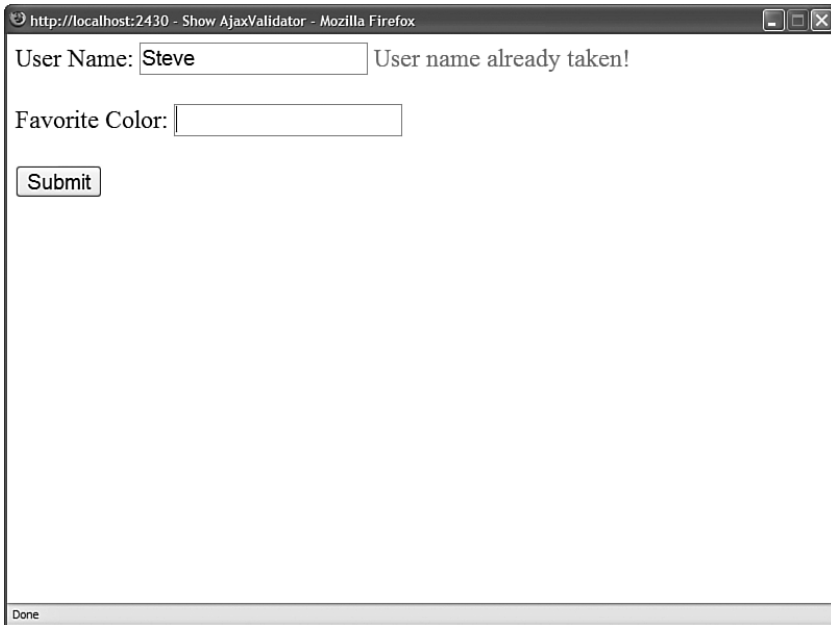 http://localhost:2430 - Show AjaxValidator - Mozilla Firefox
User Name: Steve User name already taken!
Favorite Color:
Submit
Done